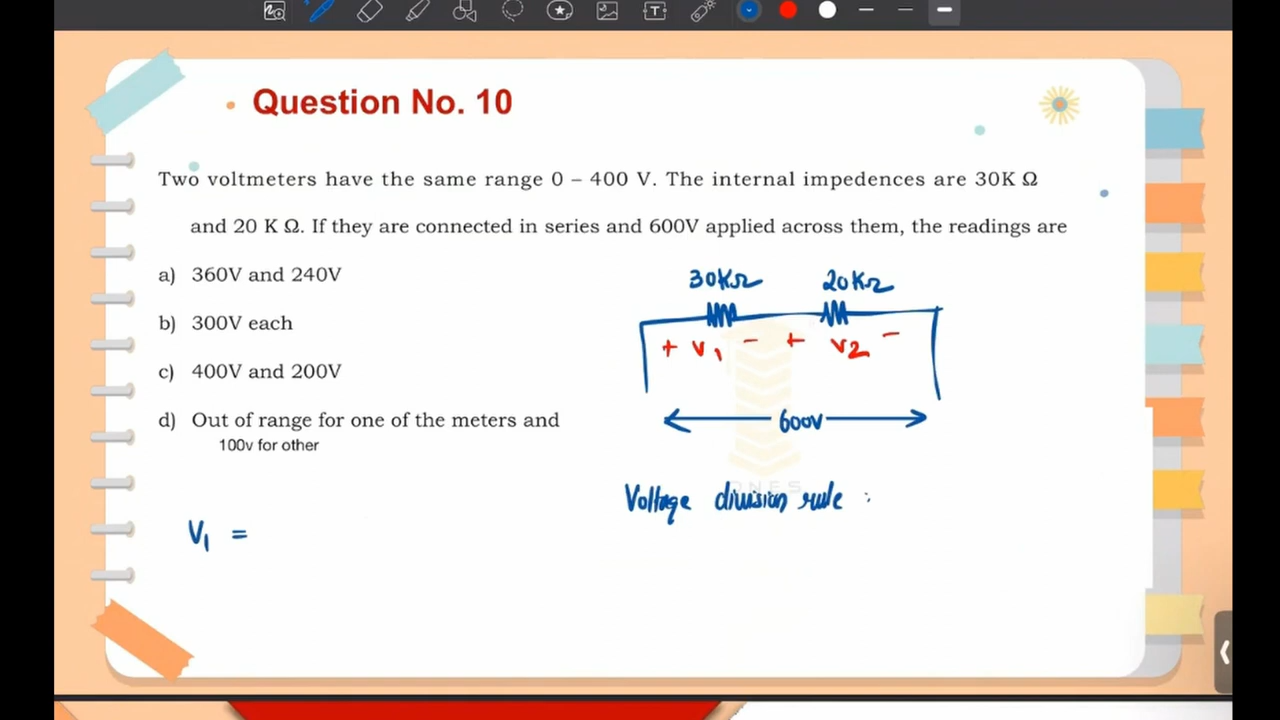 Question No. 10
Two voltmeters have the same range 0 – 400 V. The internal impedences are 30K Ω
and 20 K Ω. If they are connected in series and 600V applied across them, the readings are
a) 360V and 240V
b) 300V each
c) 400V and 200V
d) Out of range for one of the meters and
100v for other
30KΩ 20KΩ
+ V1 - + V2 -
600V
ONES
Voltage division rule :
V1 =